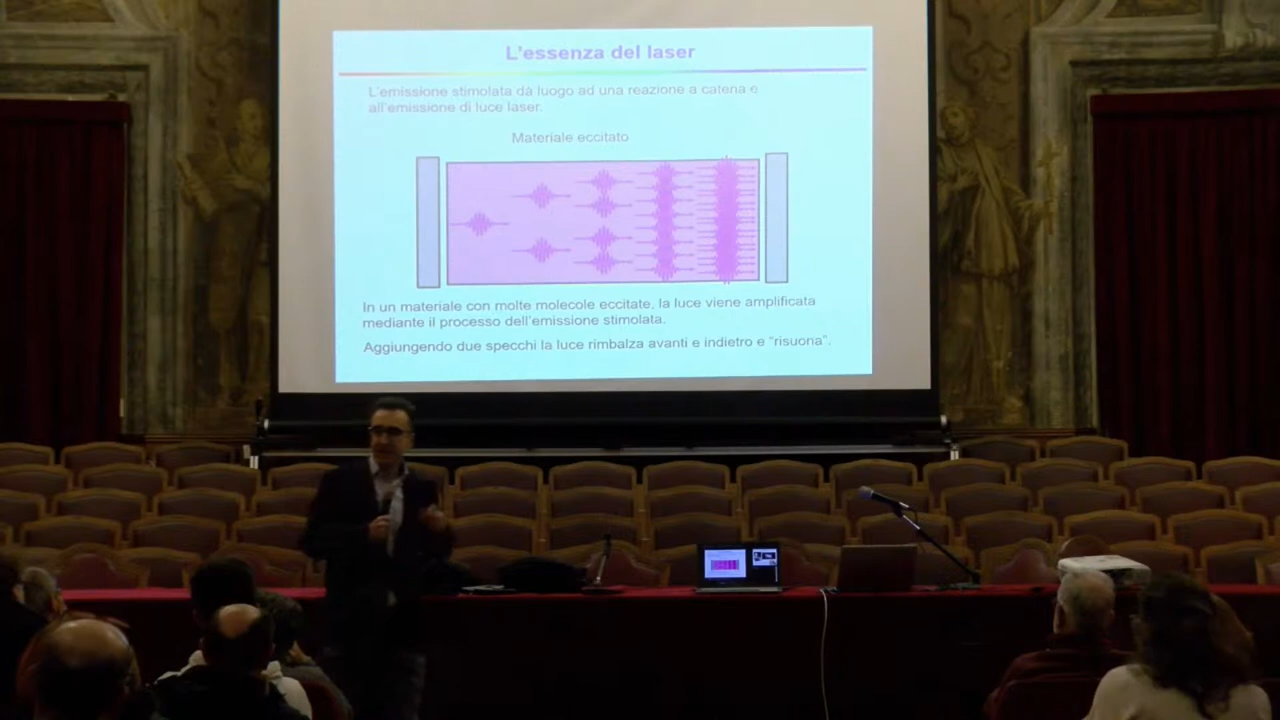 L'essenza del laser
L'emissione stimolata dà luogo ad una reazione a catena e
all'emissione di luce laser.
Materiale eccitato
In un materiale con molte molecole eccitate, la luce viene amplificata
mediante il processo dell'emissione stimolata.
Aggiungendo due specchi la luce rimbalza avanti e indietro e "risuona".